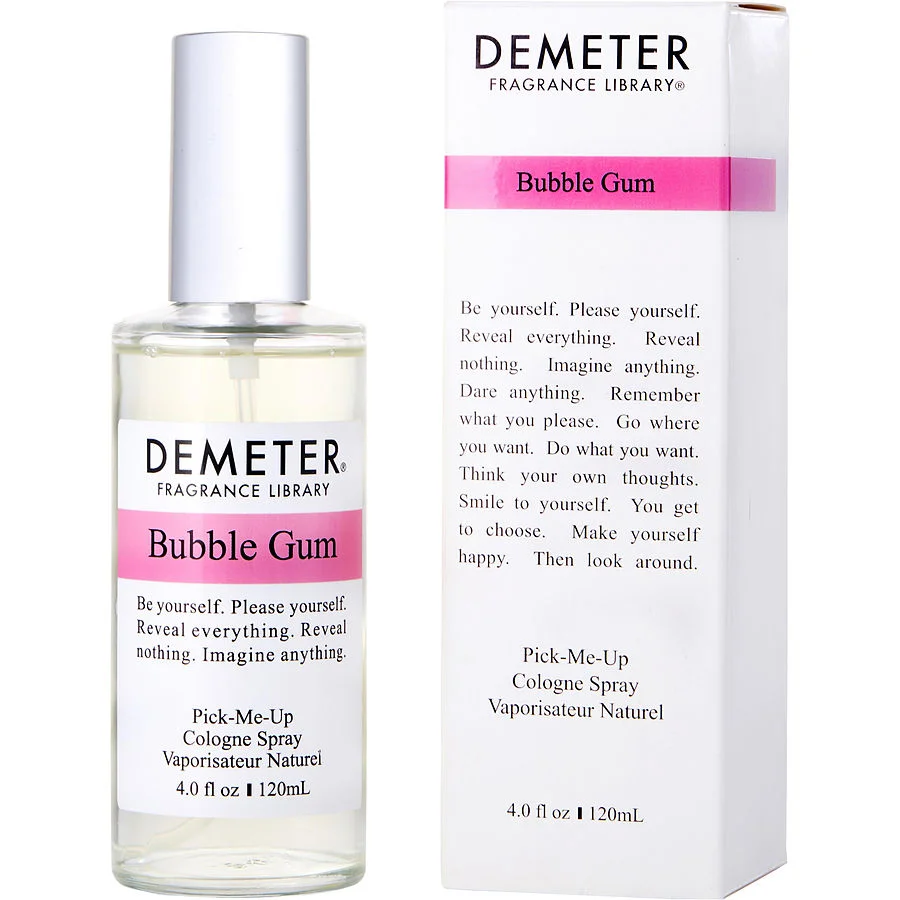 DEMETER®
FRAGRANCE LIBRARY
Bubble Gum
Be yourself. Please yourself.
Reveal everything. Reveal
nothing. Imagine anything.
Pick-Me-Up
Cologne Spray
Vaporisateur Naturel
4.0 fl oz ▮ 120mL
DEMETER
FRAGRANCE LIBRARY®
Bubble Gum
Be yourself. Please yourself.
Reveal everything. Reveal
nothing. Imagine anything.
Dare anything. Remember
what you please. Go where
you want. Do what you want.
Think your own thoughts.
Smile to yourself. You get
to choose. Make yourself
happy. Then look around.
Pick-Me-Up
Cologne Spray
Vaporisateur Naturel
4.0 fl oz ▮ 120mL